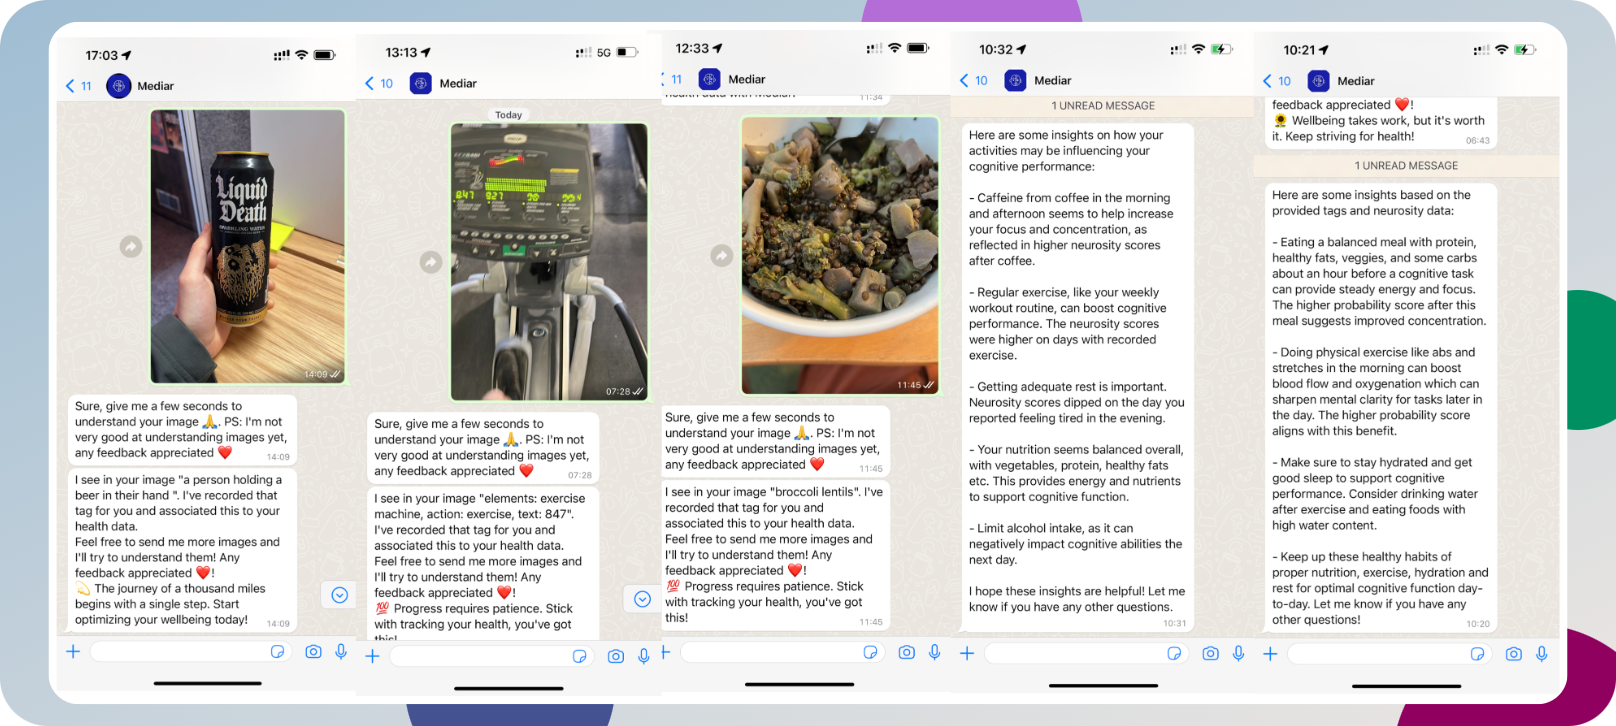 17:03
11
Mediar
Liquid
Death
SPARKLING WATER
14:09
Sure, give me a few seconds to
understand your image 🙏. PS: I'm not
very good at understanding images yet,
any feedback appreciated ❤️
14:09
I see in your image "a person holding a
beer in their hand ". I've recorded that
tag for you and associated this to your
health data.
Feel free to send me more images and
I'll try to understand them! Any
feedback appreciated ❤️!
💫 The journey of a thousand miles
begins with a single step. Start
optimizing your wellbeing today!
14:09
13:13
5G
10
Mediar
Today
847
927
07:28
Sure, give me a few seconds to
understand your image 🙏. PS: I'm not
very good at understanding images yet,
any feedback appreciated ❤️
07:28
I see in your image "elements: exercise
machine, action: exercise, text: 847".
I've recorded that tag for you and
associated this to your health data.
Feel free to send me more images and
I'll try to understand them! Any
feedback appreciated ❤️!
💯 Progress requires patience. Stick
with tracking your health, you've got
this!
12:33
11
Mediar
health data with Mediar!
11:34
11:45
Sure, give me a few seconds to
understand your image 🙏. PS: I'm not
very good at understanding images yet,
any feedback appreciated ❤️
11:45
I see in your image "broccoli lentils". I've
recorded that tag for you and
associated this to your health data.
Feel free to send me more images and
I'll try to understand them! Any
feedback appreciated ❤️!
💯 Progress requires patience. Stick
with tracking your health, you've got
this!
11:45
10:32
10
Mediar
1 UNREAD MESSAGE
Here are some insights on how your
activities may be influencing your
cognitive performance:
- Caffeine from coffee in the morning
and afternoon seems to help increase
your focus and concentration, as
reflected in higher neurosity scores
after coffee.
- Regular exercise, like your weekly
workout routine, can boost cognitive
performance. The neurosity scores
were higher on days with recorded
exercise.
- Getting adequate rest is important.
Neurosity scores dipped on the day you
reported feeling tired in the evening.
- Your nutrition seems balanced overall,
with vegetables, protein, healthy fats
etc. This provides energy and nutrients
to support cognitive function.
- Limit alcohol intake, as it can
negatively impact cognitive abilities the
next day.
I hope these insights are helpful! Let me
know if you have any other questions.
10:31
10:21
10
Mediar
feedback appreciated ❤️!
🌻 Wellbeing takes work, but it's worth
it. Keep striving for health!
06:43
1 UNREAD MESSAGE
Here are some insights based on the
provided tags and neurosity data:
- Eating a balanced meal with protein,
healthy fats, veggies, and some carbs
about an hour before a cognitive task
can provide steady energy and focus.
The higher probability score after this
meal suggests improved concentration.
- Doing physical exercise like abs and
stretches in the morning can boost
blood flow and oxygenation which can
sharpen mental clarity for tasks later in
the day. The higher probability score
aligns with this benefit.
- Make sure to stay hydrated and get
good sleep to support cognitive
performance. Consider drinking water
after exercise and eating foods with
high water content.
- Keep up these healthy habits of
proper nutrition, exercise, hydration and
rest for optimal cognitive function day-
to-day. Let me know if you have any
other questions!
10:20